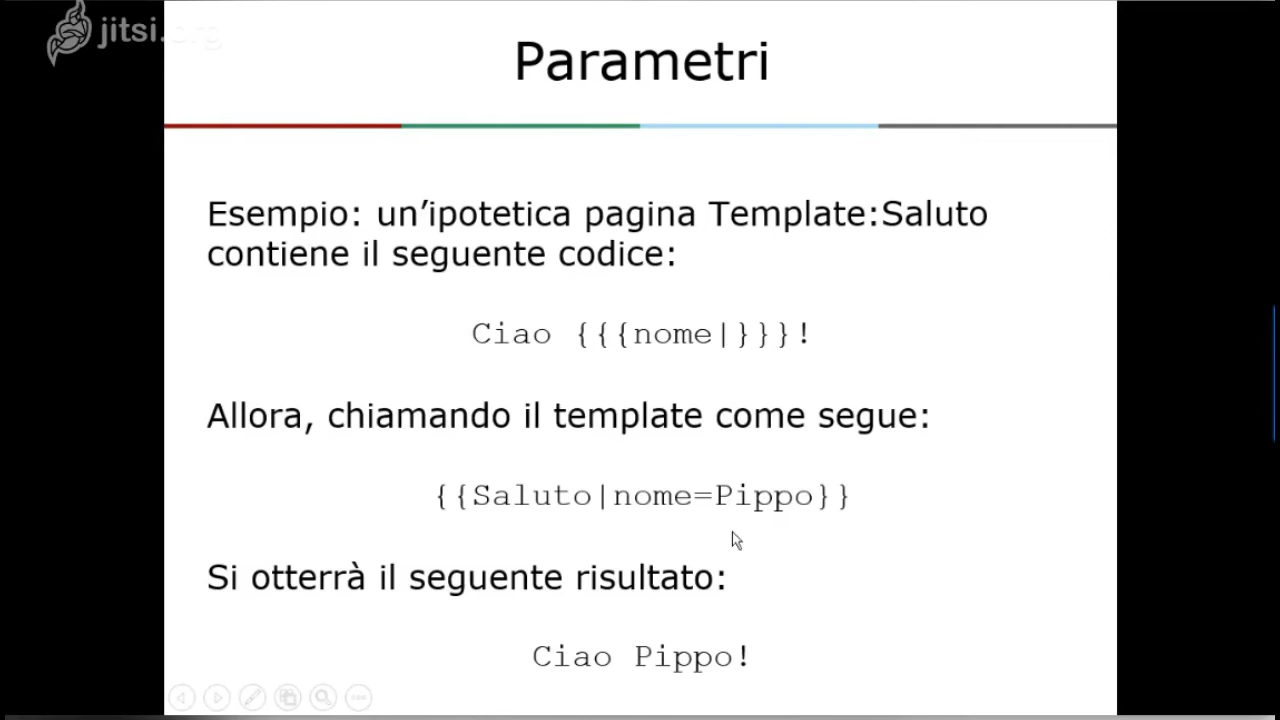 jitsi.org
Parametri
Esempio: un’ipotetica pagina Template:Saluto
contiene il seguente codice:
Ciao {{{nome|}}}!
Allora, chiamando il template come segue:
{{Saluto|nome=Pippo}}
Si otterrà il seguente risultato:
Ciao Pippo!